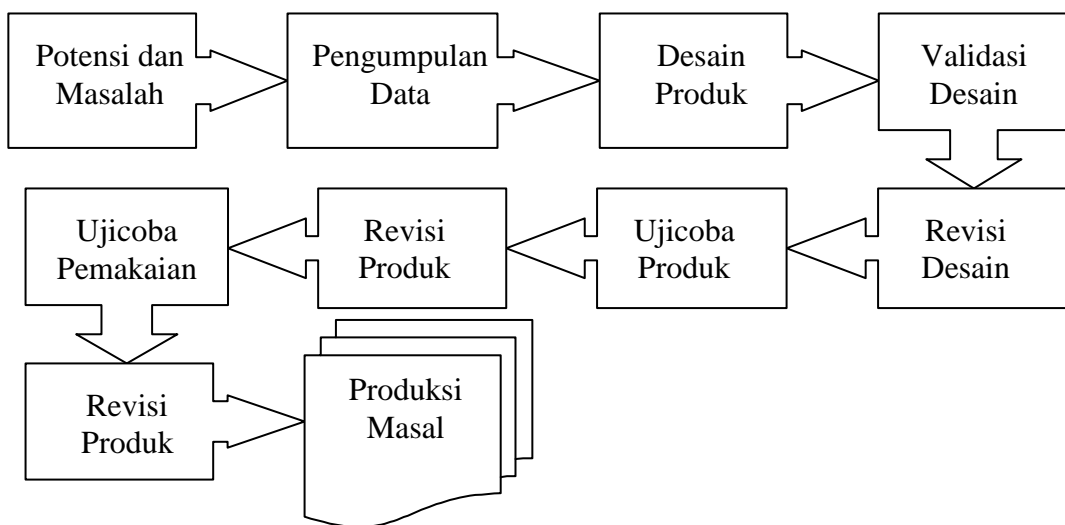 Potensi dan
Masalah
Pengumpulan
Data
Desain
Produk
Validasi
Desain
Revisi
Desain
Ujicoba
Produk
Revisi
Produk
Ujicoba
Pemakaian
Revisi
Produk
Produksi
Masal